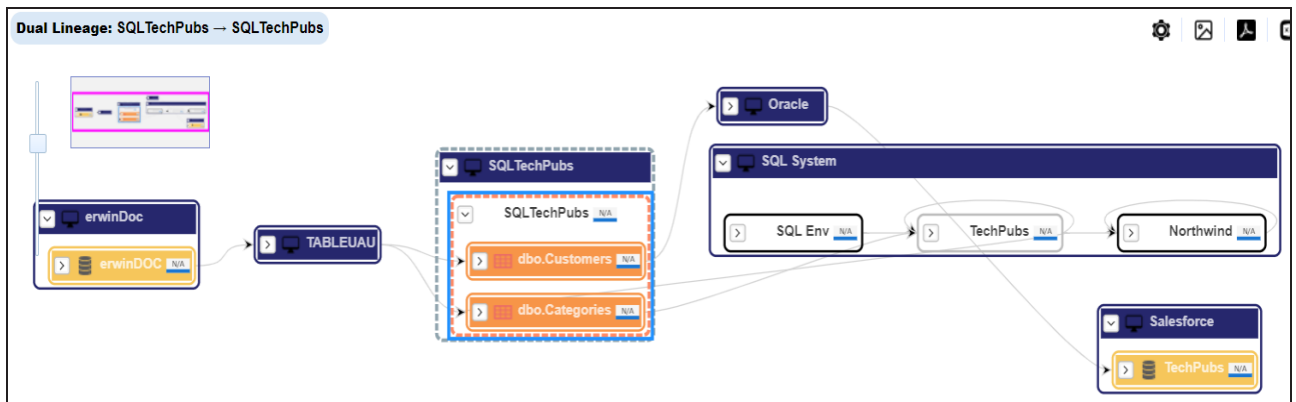 Dual Lineage: SQLTechPubs → SQLTechPubs
Oracle
SQLTechPubs
SQL System
SQLTechPubs N/A
erwinDoc
SQL Env N/A
TechPubs N/A
Northwind N/A
TABLEUAU
erwinDOC N/A
dbo.Customers N/A
dbo.Categories N/A
Salesforce
TechPubs N/A